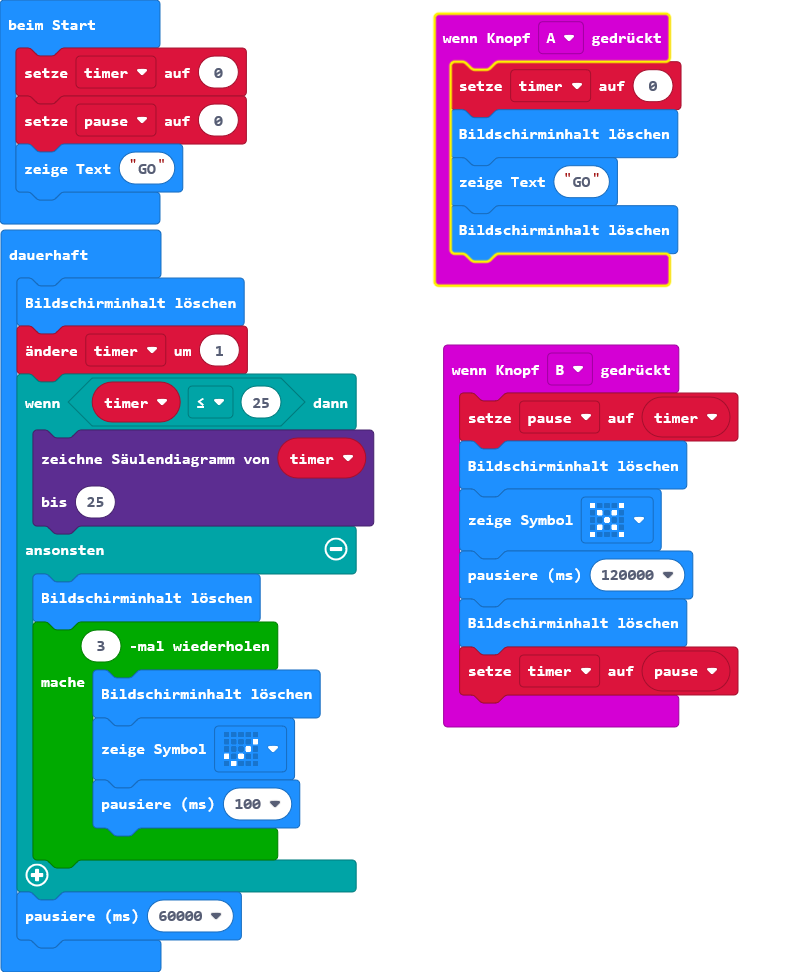 beim Start
setze timer auf 0
setze pause auf 0
zeige Text "GO"
dauerhaft
Bildschirminhalt löschen
ändere timer um 1
wenn timer ≤ 25 dann
zeichne Säulendiagramm von timer
bis 25
ansonsten
Bildschirminhalt löschen
3 -mal wiederholen
mache
Bildschirminhalt löschen
zeige Symbol
pausiere (ms) 100
pausiere (ms) 60000
wenn Knopf A gedrückt
setze timer auf 0
Bildschirminhalt löschen
zeige Text "GO"
Bildschirminhalt löschen
wenn Knopf B gedrückt
setze pause auf timer
Bildschirminhalt löschen
zeige Symbol
pausiere (ms) 120000
Bildschirminhalt löschen
setze timer auf pause